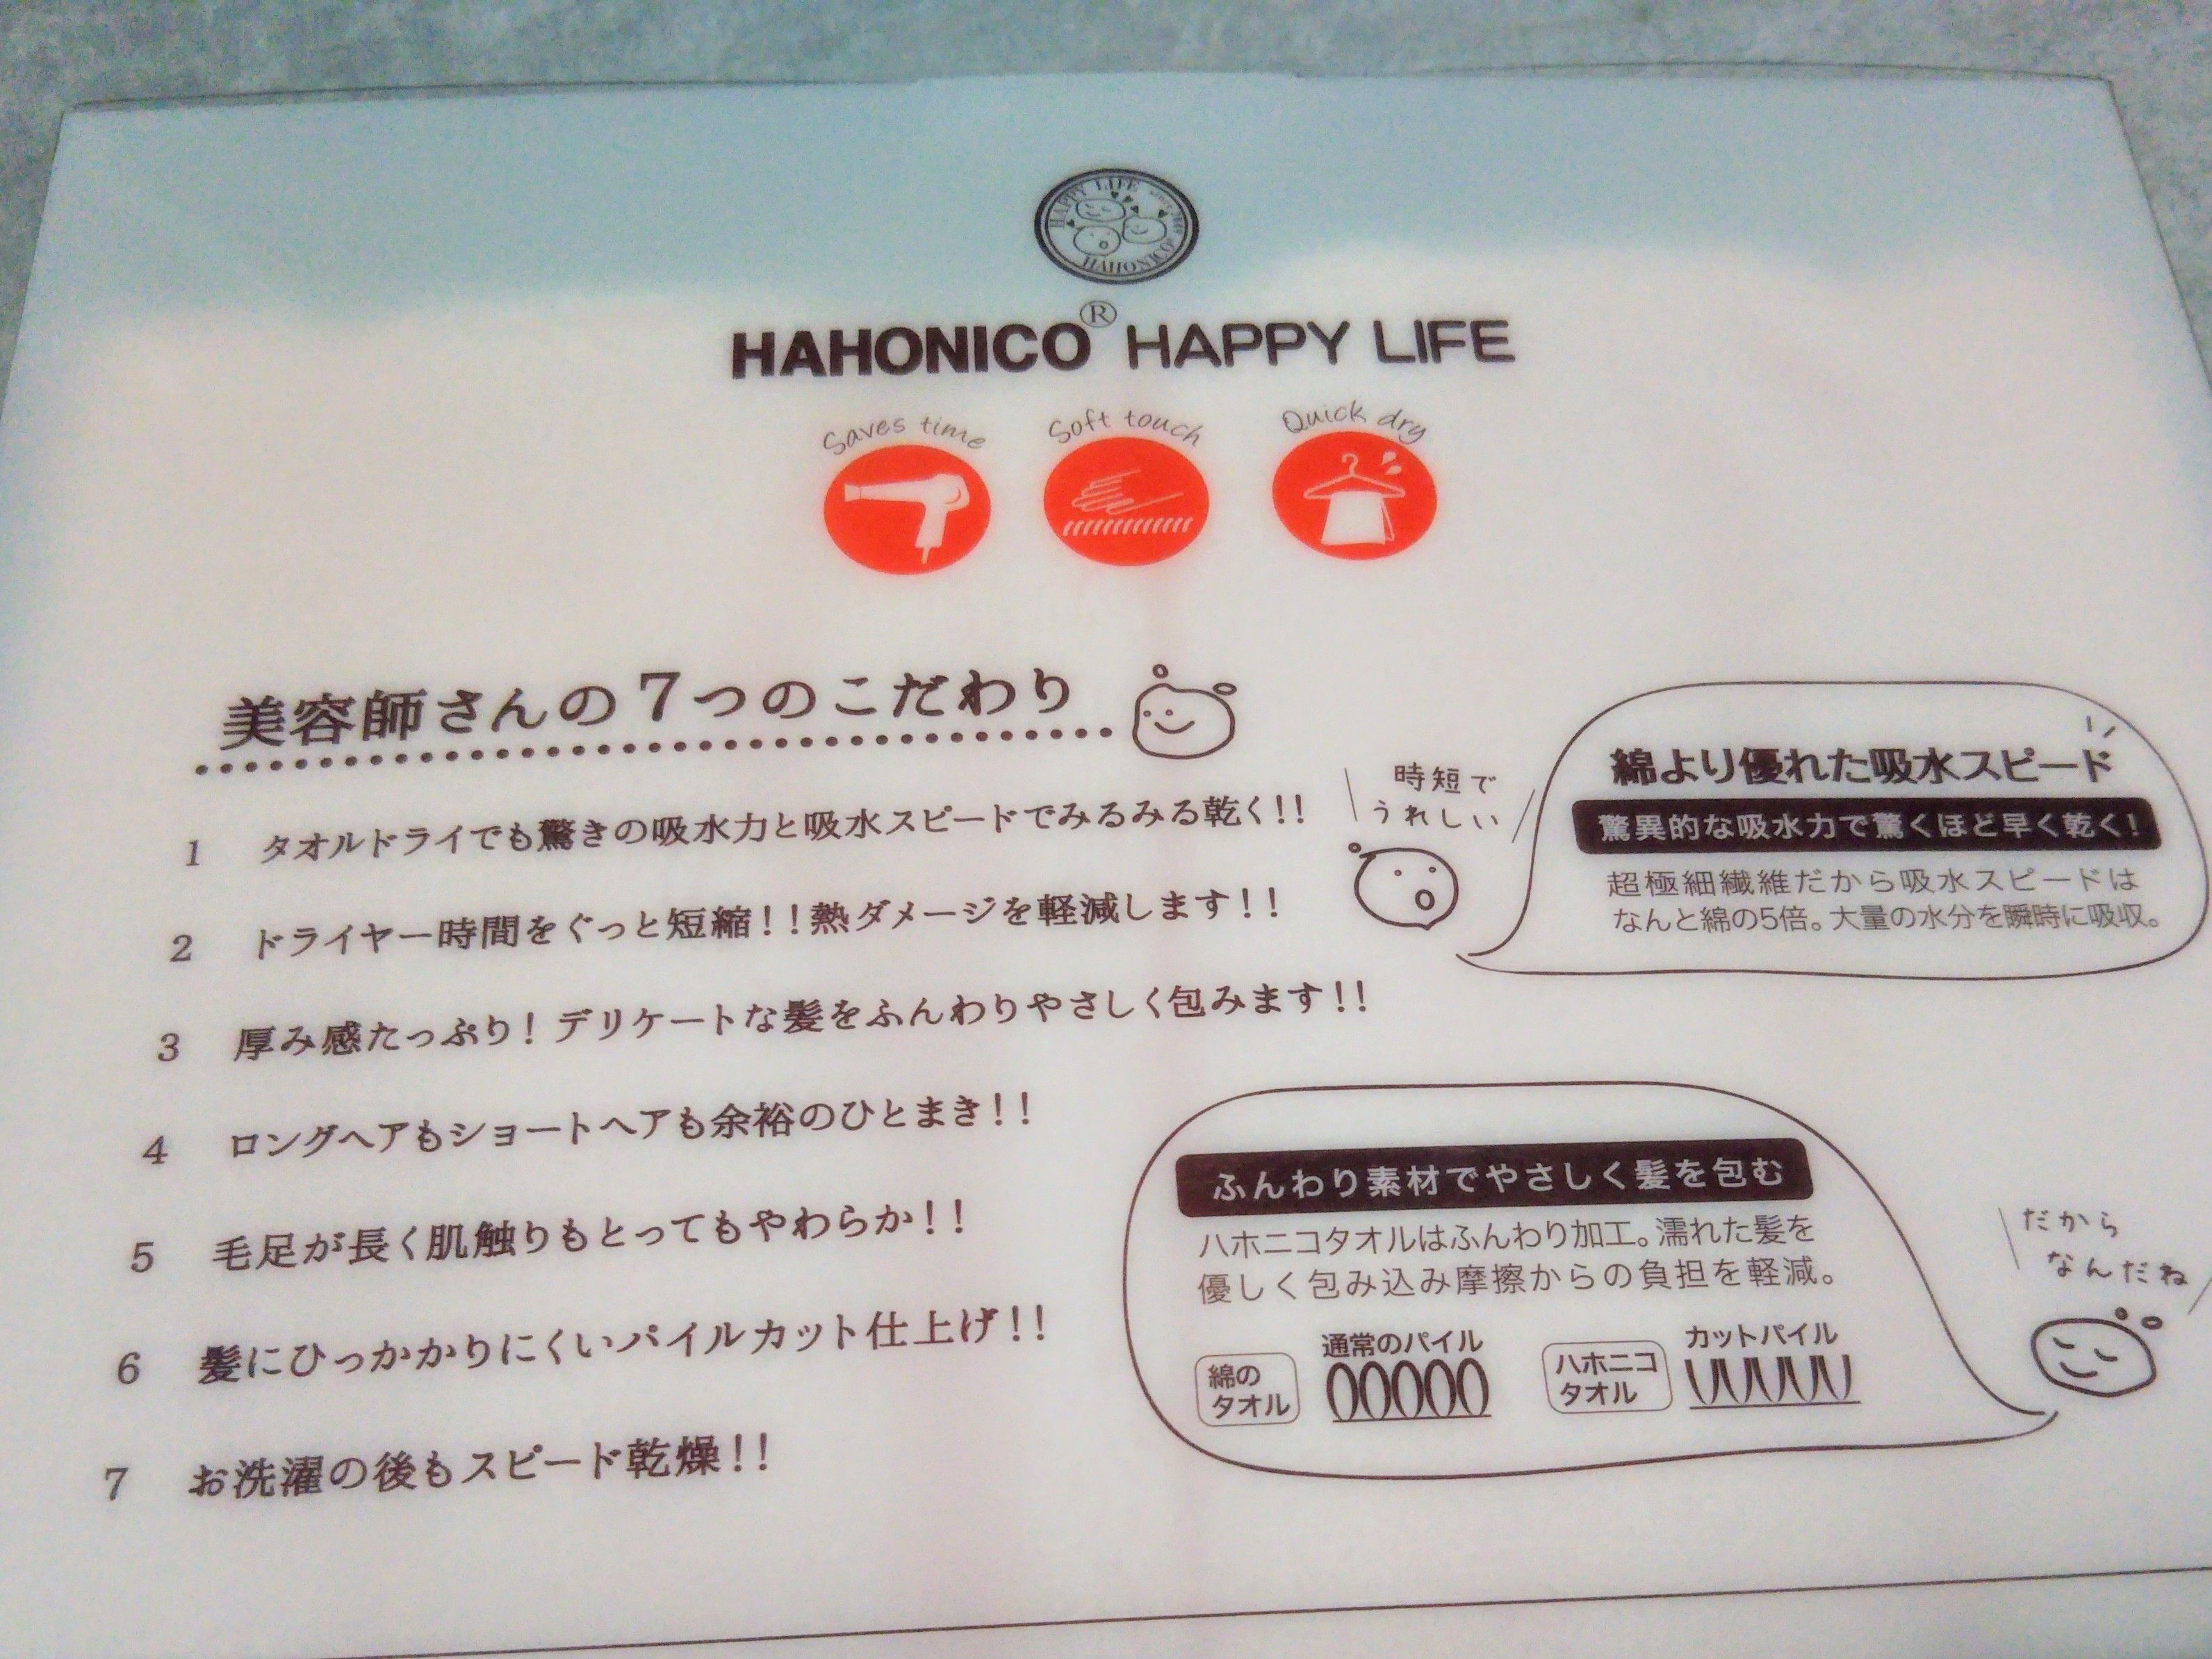 HAPPY LIFE
HAHONICO
HAHONICO® HAPPY LIFE
Saves time
Soft touch
Quick dry
美容師さんの7つのこだわり
1 タオルドライでも驚きの吸水力と吸水スピードでみるみる乾く!!
2 ドライヤー時間をぐっと短縮!!熱ダメージを軽減します!!
3 厚み感たっぷり!デリケートな髪をふんわりやさしく包みます!!
4 ロングヘアもショートヘアも余裕のひとまき!!
5 毛足が長く肌触りもとってもやわらか!!
6 髪にひっかかりにくいパイルカット仕上げ!!
7 お洗濯の後もスピード乾燥!!
時短で
うれしい
綿より優れた吸水スピード
驚異的な吸水力で驚くほど早く乾く!
超極細繊維だから吸水スピードは
なんと綿の5倍。大量の水分を瞬時に吸収。
ふんわり素材でやさしく髪を包む
ハホニコタオルはふんわり加工。濡れた髪を
優しく包み込み摩擦からの負担を軽減。
綿の
タオル
通常のパイル
ハホニコ
タオル
カットパイル
だから
なんだね